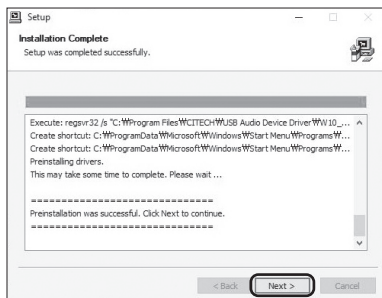 Setup
Installation Complete
Setup was completed successfully.
Execute: regsvr32 /s "C:₩Program Files₩CITECH₩USB Audio Device Driver₩W10_...
Create shortcut: C:₩ProgramData₩Microsoft₩Windows₩Start Menu₩Programs₩...
Create shortcut: C:₩ProgramData₩Microsoft₩Windows₩Start Menu₩Programs₩...
Preinstalling drivers.
This may take some time to complete. Please wait ...
==============================
Preinstallation was successful. Click Next to continue.
==============================
< Back Next > Cancel